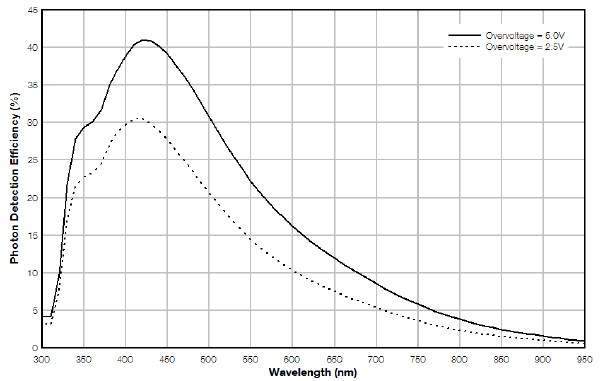 45
40
35
30
25
20
15
10
5
0
Photon Detection Efficiency (%)
Overvoltage = 5.0V
Overvoltage = 2.5V
300 350 400 450 500 550 600 650 700 750 800 850 900 950
Wavelength (nm)